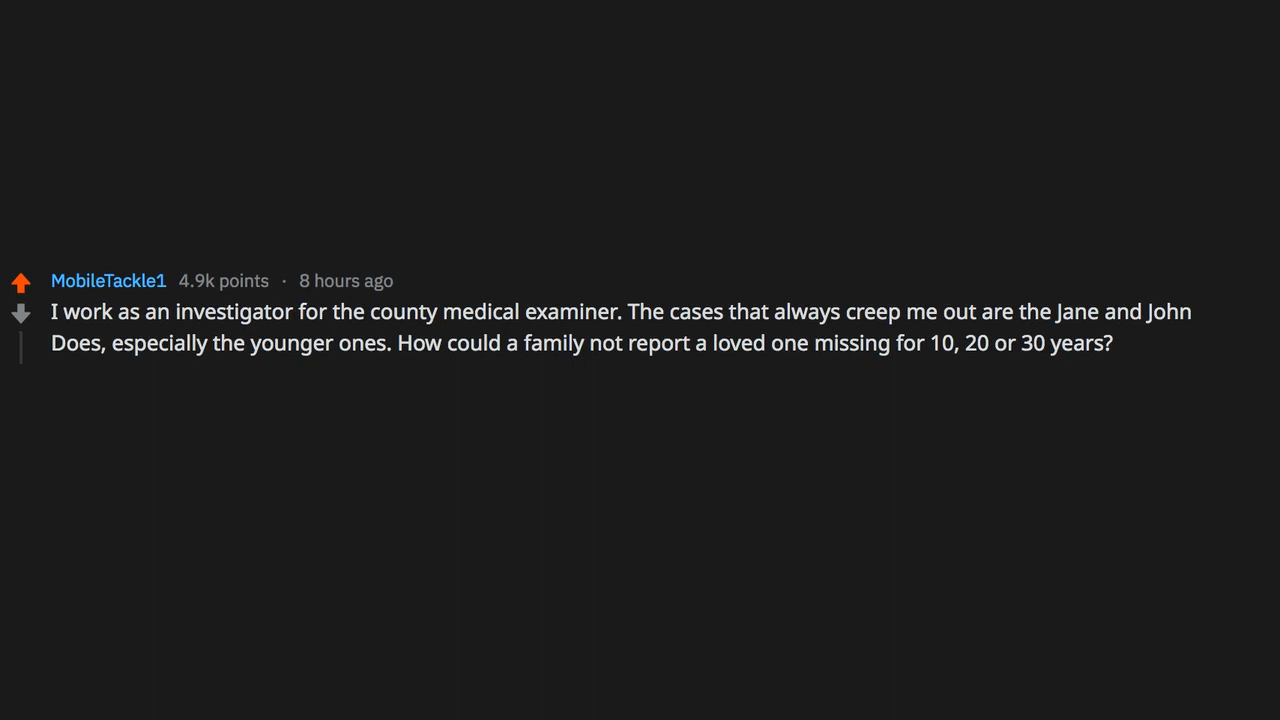 MobileTackle1 4.9k points · 8 hours ago
I work as an investigator for the county medical examiner. The cases that always creep me out are the Jane and John
Does, especially the younger ones. How could a family not report a loved one missing for 10, 20 or 30 years?